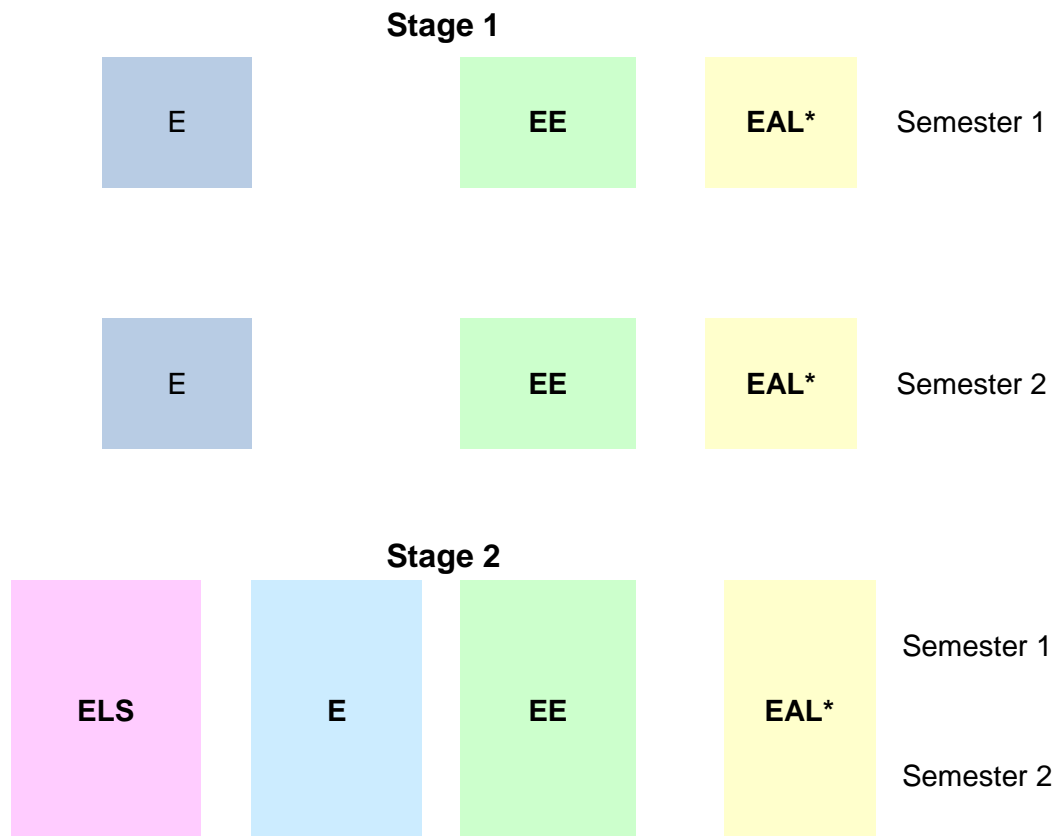 Stage 1
E EE EAL* Semester 1
E EE EAL* Semester 2
Stage 2
Semester 1
ELS E EE EAL*
Semester 2